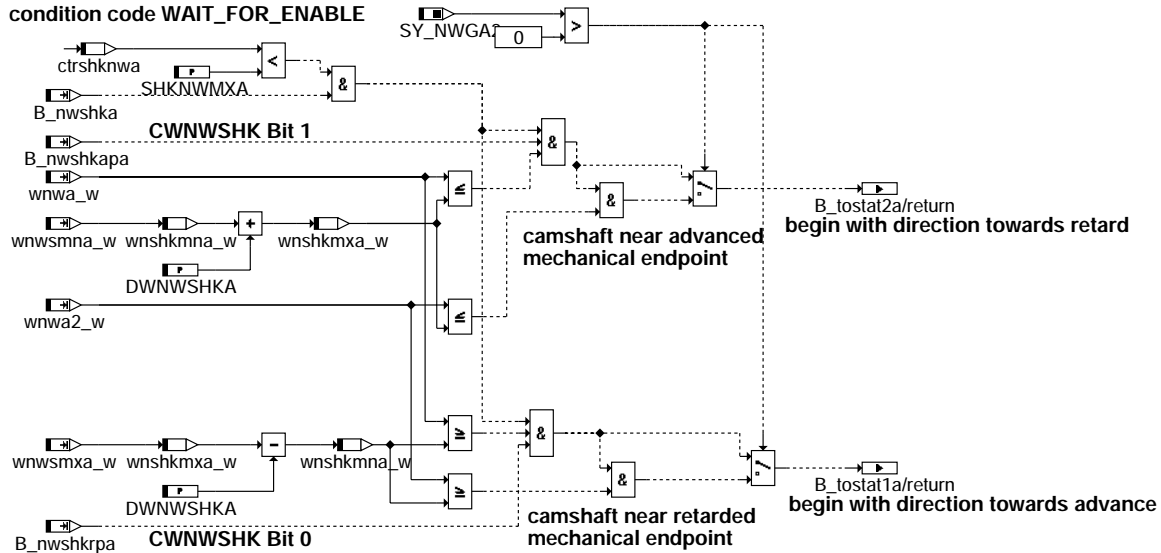 condition code WAIT_FOR_ENABLE
SY_NWGA2
0
>
ctrshknwa
<
P
SHKNWMXA
&
B_nwshka
CWNWSHK Bit 1
&
B_nwshkapa
wnwa_w
≤
&
B_tostat2a/return
begin with direction towards retard
wnwsmna_w
wnshkmna_w
+
wnshkmxa_w
camshaft near advanced
mechanical endpoint
P
DWNWSHKA
wnwa2_w
≤
≥
&
wnwsmxa_w
wnshkmxa_w
-
wnshkmna_w
≥
&
B_tostat1a/return
begin with direction towards advance
P
DWNWSHKA
camshaft near retarded
mechanical endpoint
B_nwshkrpa
CWNWSHK Bit 0